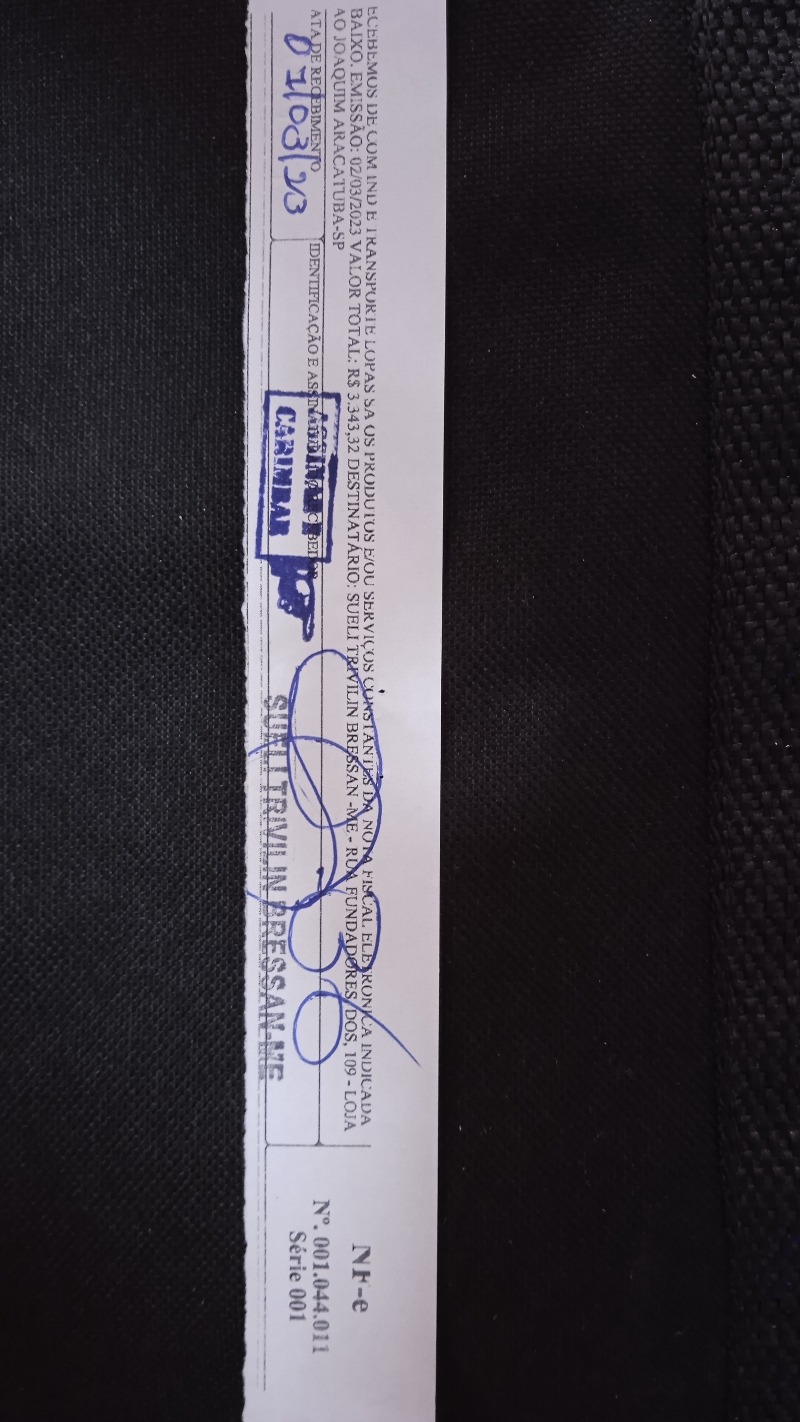 ECEBEMOS DE COM IND E TRANSPORTE LOPAS SA OS PRODUTOS E/OU SERVIÇOS CONSTANTES DA NOTA FISCAL ELETRÔNICA INDICADA
BAIXO. EMISSÃO: 02/03/2023 VALOR TOTAL: R$ 3.343,32 DESTINATÁRIO: SUELI TRIVILIN BRESSAN -ME - RUA FUNDADORES, DOS, 109 - LOJA
AO JOAQUIM ARACATUBA-SP
NF-e
Nº. 001.044.011
Série 001
ATA DE RECEBIMENTO
07/03/23
IDENTIFICAÇÃO E ASSINATURA DO RECEBEDOR
CARIMBAR
SUELI TRIVILIN BRESSAN-ME